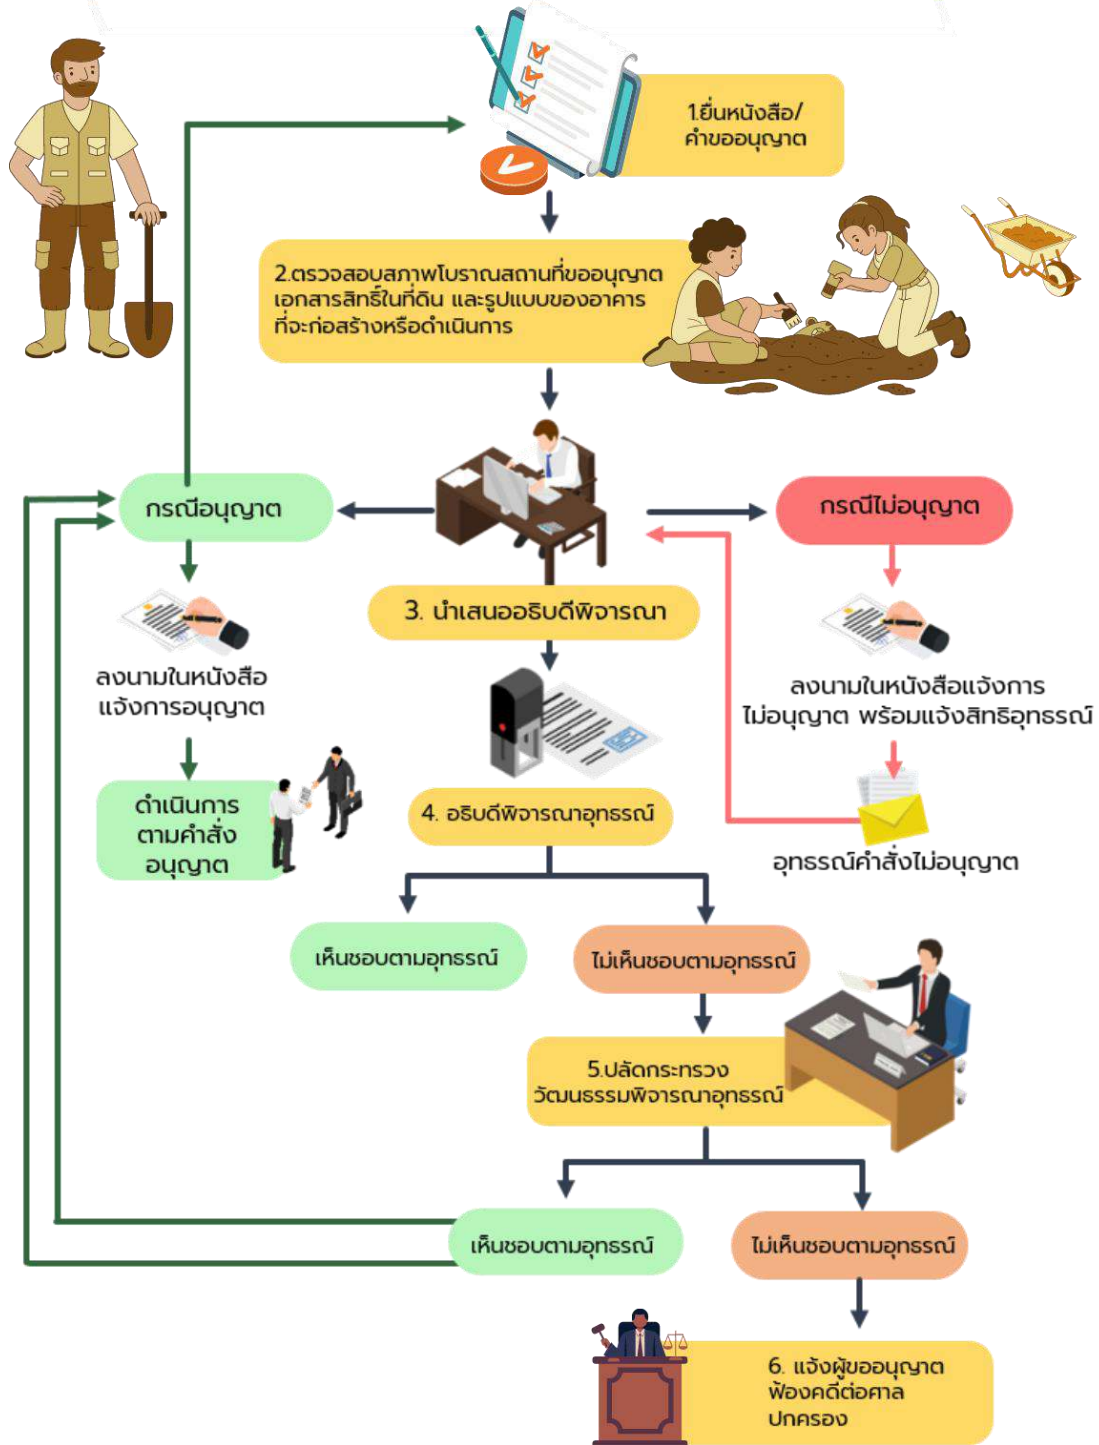 1.ยื่นหนังสือ/
คำขออนุญาต
2.ตรวจสอบสภาพโบราณสถานที่ขออนุญาต
เอกสารสิทธิ์ในที่ดิน และรูปแบบของอาคาร
ที่จะก่อสร้างหรือดำเนินการ
กรณีอนุญาต
กรณีไม่อนุญาต
3. นำเสนออธิบดีพิจารณา
ลงนามในหนังสือ
แจ้งการอนุญาต
ลงนามในหนังสือแจ้งการ
ไม่อนุญาต พร้อมแจ้งสิทธิอุทธรณ์
ดำเนินการ
ตามคำสั่ง
อนุญาต
4. อธิบดีพิจารณาอุทธรณ์
อุทธรณ์คำสั่งไม่อนุญาต
เห็นชอบตามอุทธรณ์
ไม่เห็นชอบตามอุทธรณ์
5.ปลัดกระทรวง
วัฒนธรรมพิจารณาอุทธรณ์
เห็นชอบตามอุทธรณ์
ไม่เห็นชอบตามอุทธรณ์
6. แจ้งผู้ขออนุญาต
ฟ้องคดีต่อศาล
ปกครอง